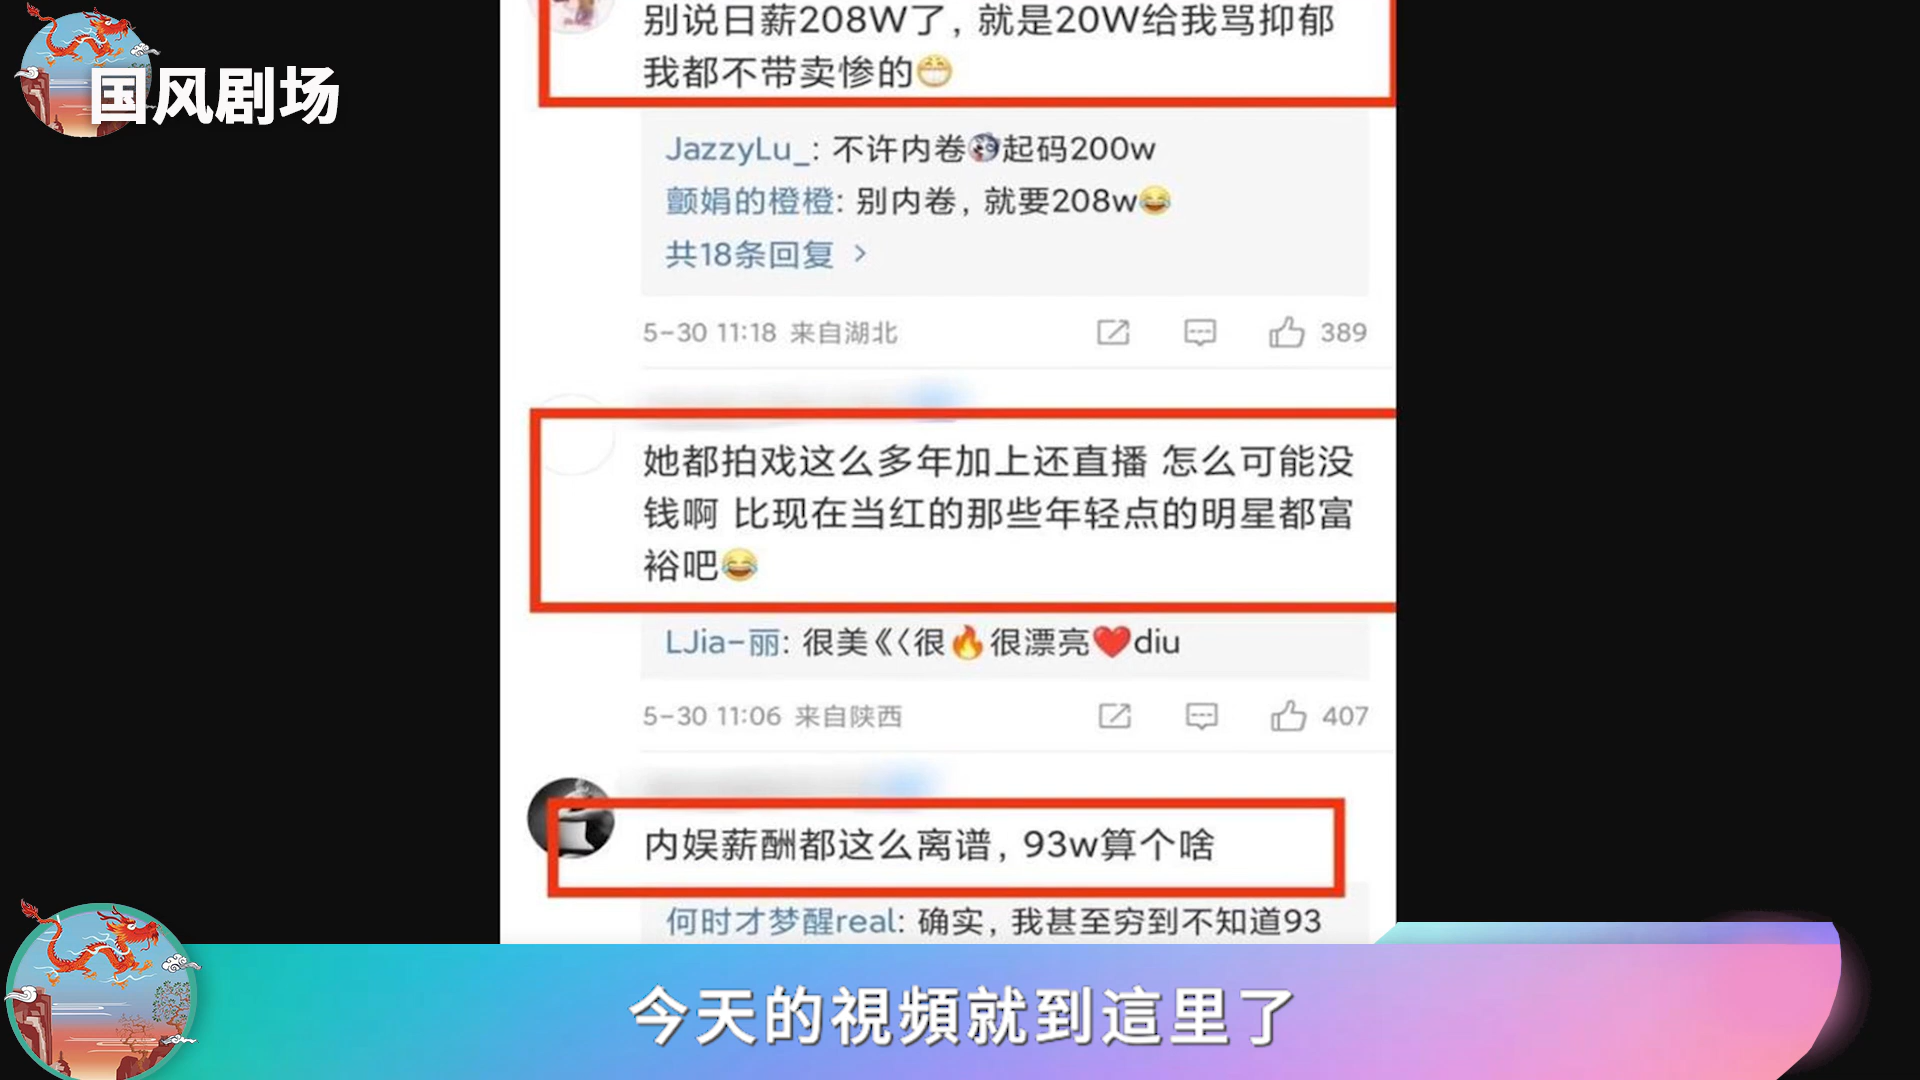 国风剧场
别说日薪208W了，就是20W给我骂抑郁
我都不带卖惨的😁
JazzyLu_: 不许内卷起码200w
颤娟的橙橙: 别内卷，就要208w😂
共18条回复 >
5-30 11:18 来自湖北
389
她都拍戏这么多年加上还直播 怎么可能没
钱啊 比现在当红的那些年轻点的明星都富
裕吧😂
LJia-丽: 很美《〈很🔥很漂亮❤️diu
5-30 11:06 来自陕西
407
内娱薪酬都这么离谱，93w算个啥
何时才梦醒real: 确实，我甚至穷到不知道93
今天的視頻就到這里了